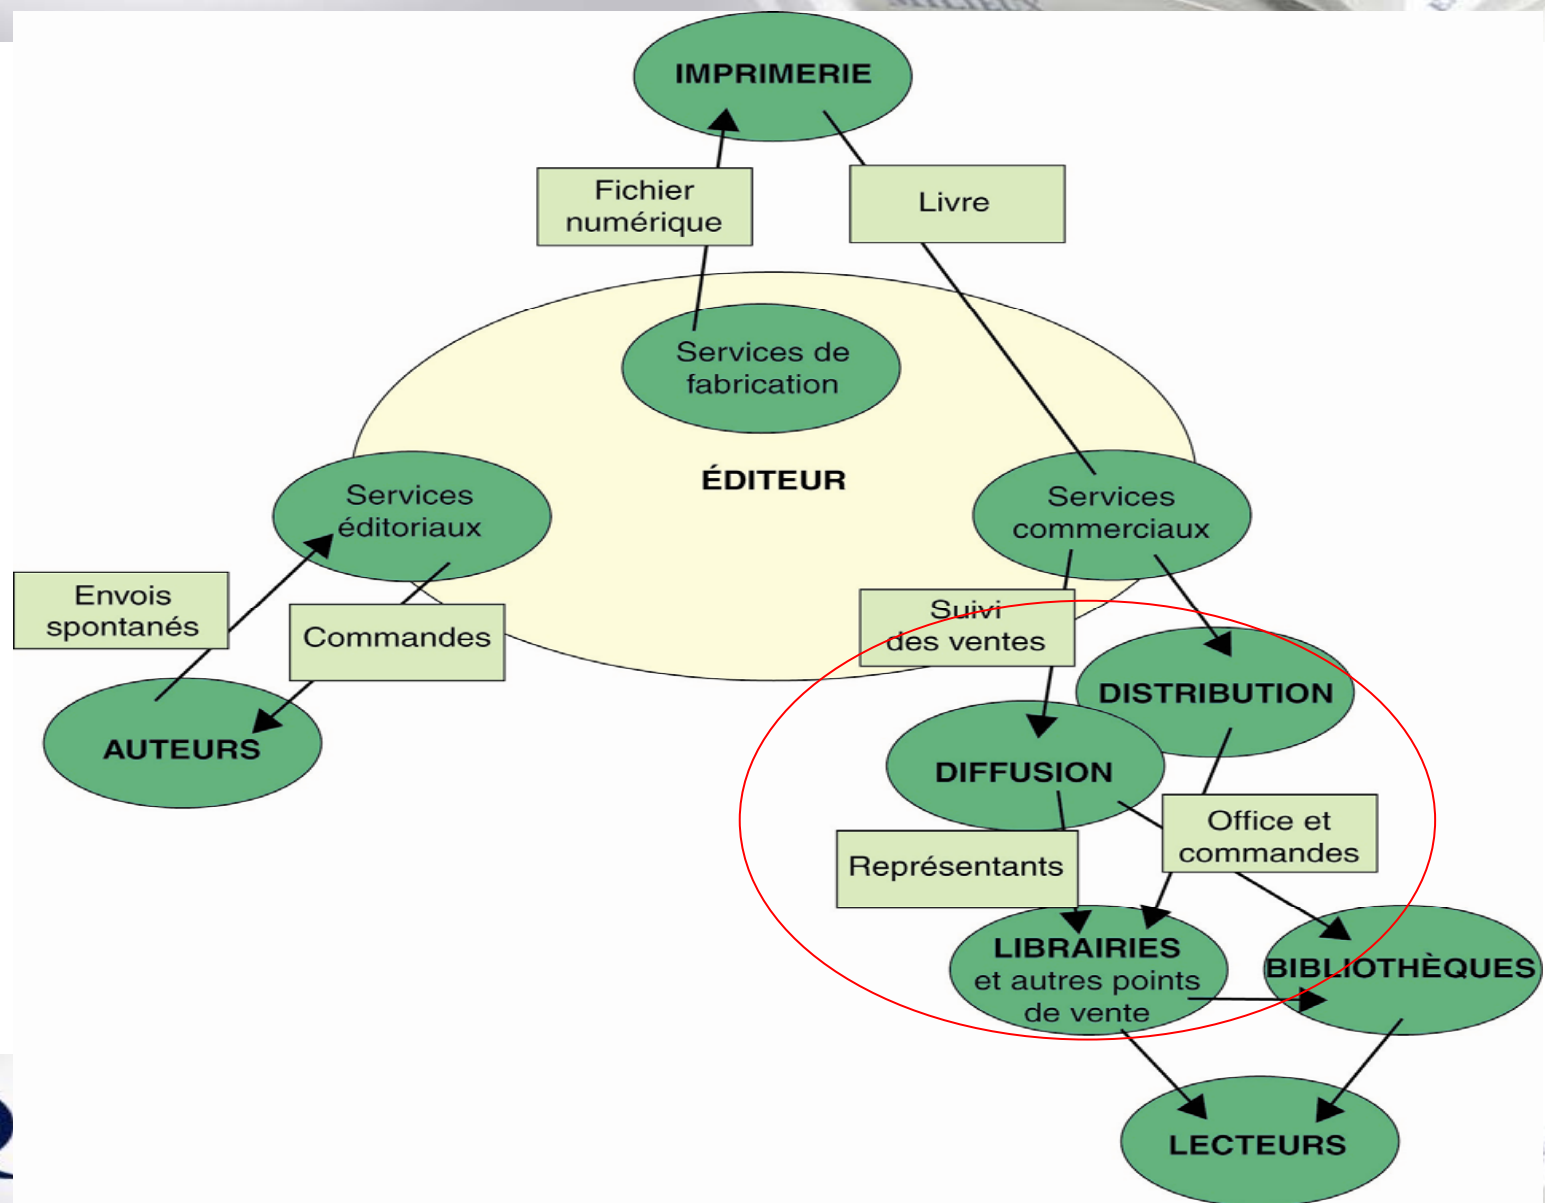 MILIEUX
IMPRIMERIE
Fichier
numérique
Livre
Services de
fabrication
ÉDITEUR
Services
éditoriaux
Services
commerciaux
Envois
spontanés
Commandes
Suivi
des ventes
AUTEURS
DISTRIBUTION
DIFFUSION
Office et
commandes
Représentants
LIBRAIRIES
et autres points
de vente
BIBLIOTHÈQUES
LECTEURS